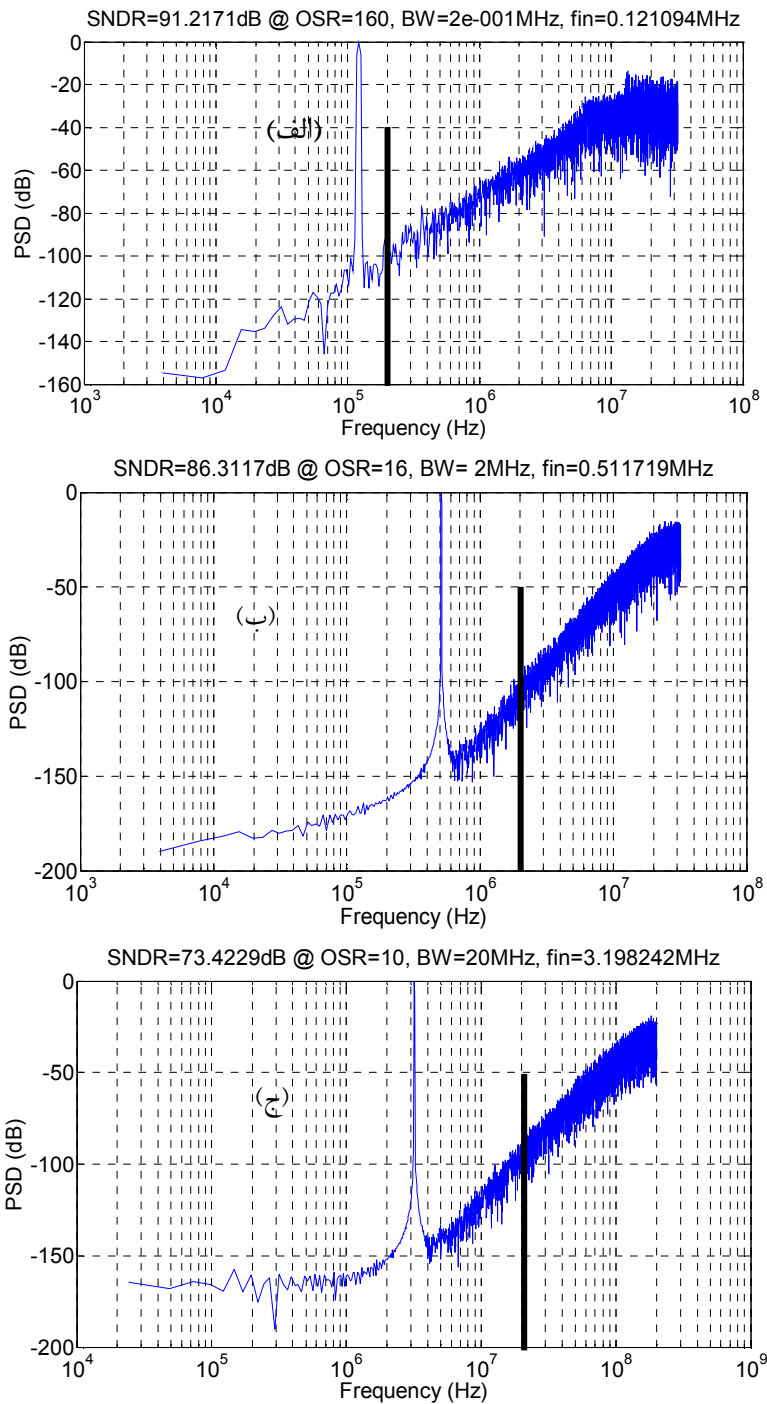 SNDR=91.2171dB @ OSR=160, BW=2e-001MHz, fin=0.121094MHz
0
-20
-40
-60
-80
-100
-120
-140
-160
PSD (dB)
(الف)
10^3 10^4 10^5 10^6 10^7 10^8
Frequency (Hz)
SNDR=86.3117dB @ OSR=16, BW= 2MHz, fin=0.511719MHz
0
-50
-100
-150
-200
PSD (dB)
(ب)
10^3 10^4 10^5 10^6 10^7 10^8
Frequency (Hz)
SNDR=73.4229dB @ OSR=10, BW=20MHz, fin=3.198242MHz
0
-50
-100
-150
-200
PSD (dB)
(ج)
10^4 10^5 10^6 10^7 10^8 10^9
Frequency (Hz)